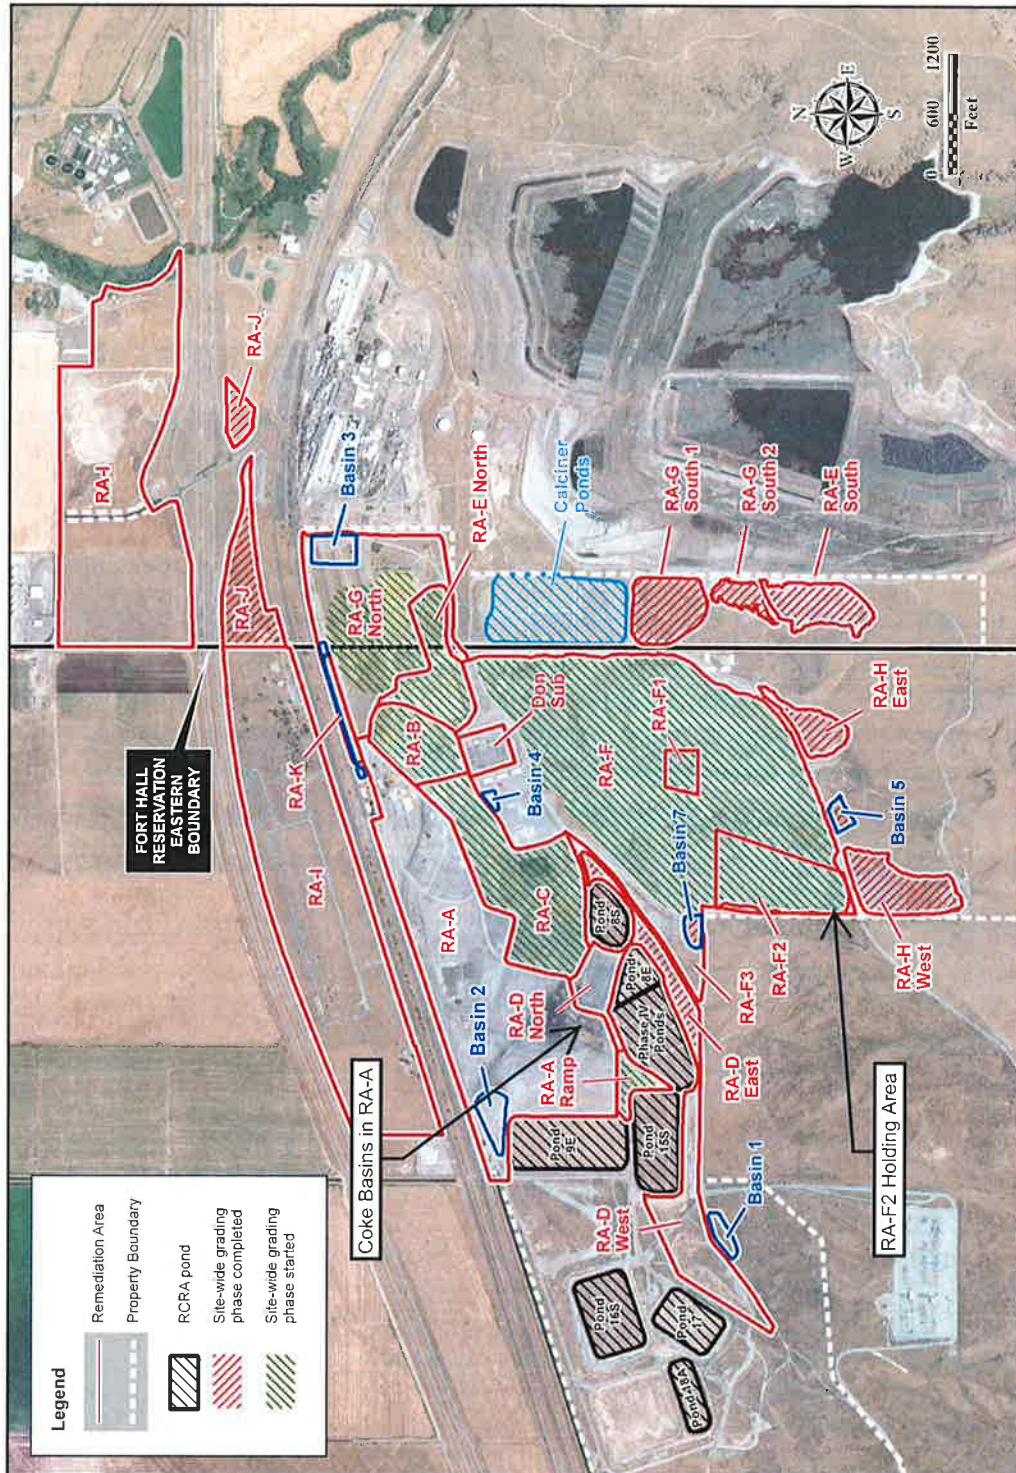 Legend
Remediation Area
Property Boundary
RCRA pond
Site-wide grading
phase completed
Site-wide grading
phase started
FORT HALL
RESERVATION
EASTERN
BOUNDARY
RA-I
RA-I
RA-J
RA-J
RA-K
Basin 3
RA-G
North
RA-E North
RA-B
Don
Sub
Basin 4
RA-A
RA-C
Basin 2
RA-D
North
RA-A
Ramp
Coke Basins in RA-A
Pond
8S
Pond
8E
Phase IV
Ponds
Pond
9E
Pond
15S
Pond
16S
Pond
17
Pond 18A
RA-D
West
RA-D
East
Basin 1
RA-F
RA-F1
RA-F2
RA-F3
Basin 7
RA-F2 Holding Area
RA-H
West
RA-H
East
Basin 5
Calciner
Ponds
RA-G
South 1
RA-G
South 2
RA-E
South
N
E
S
W
0 600 1200
Feet